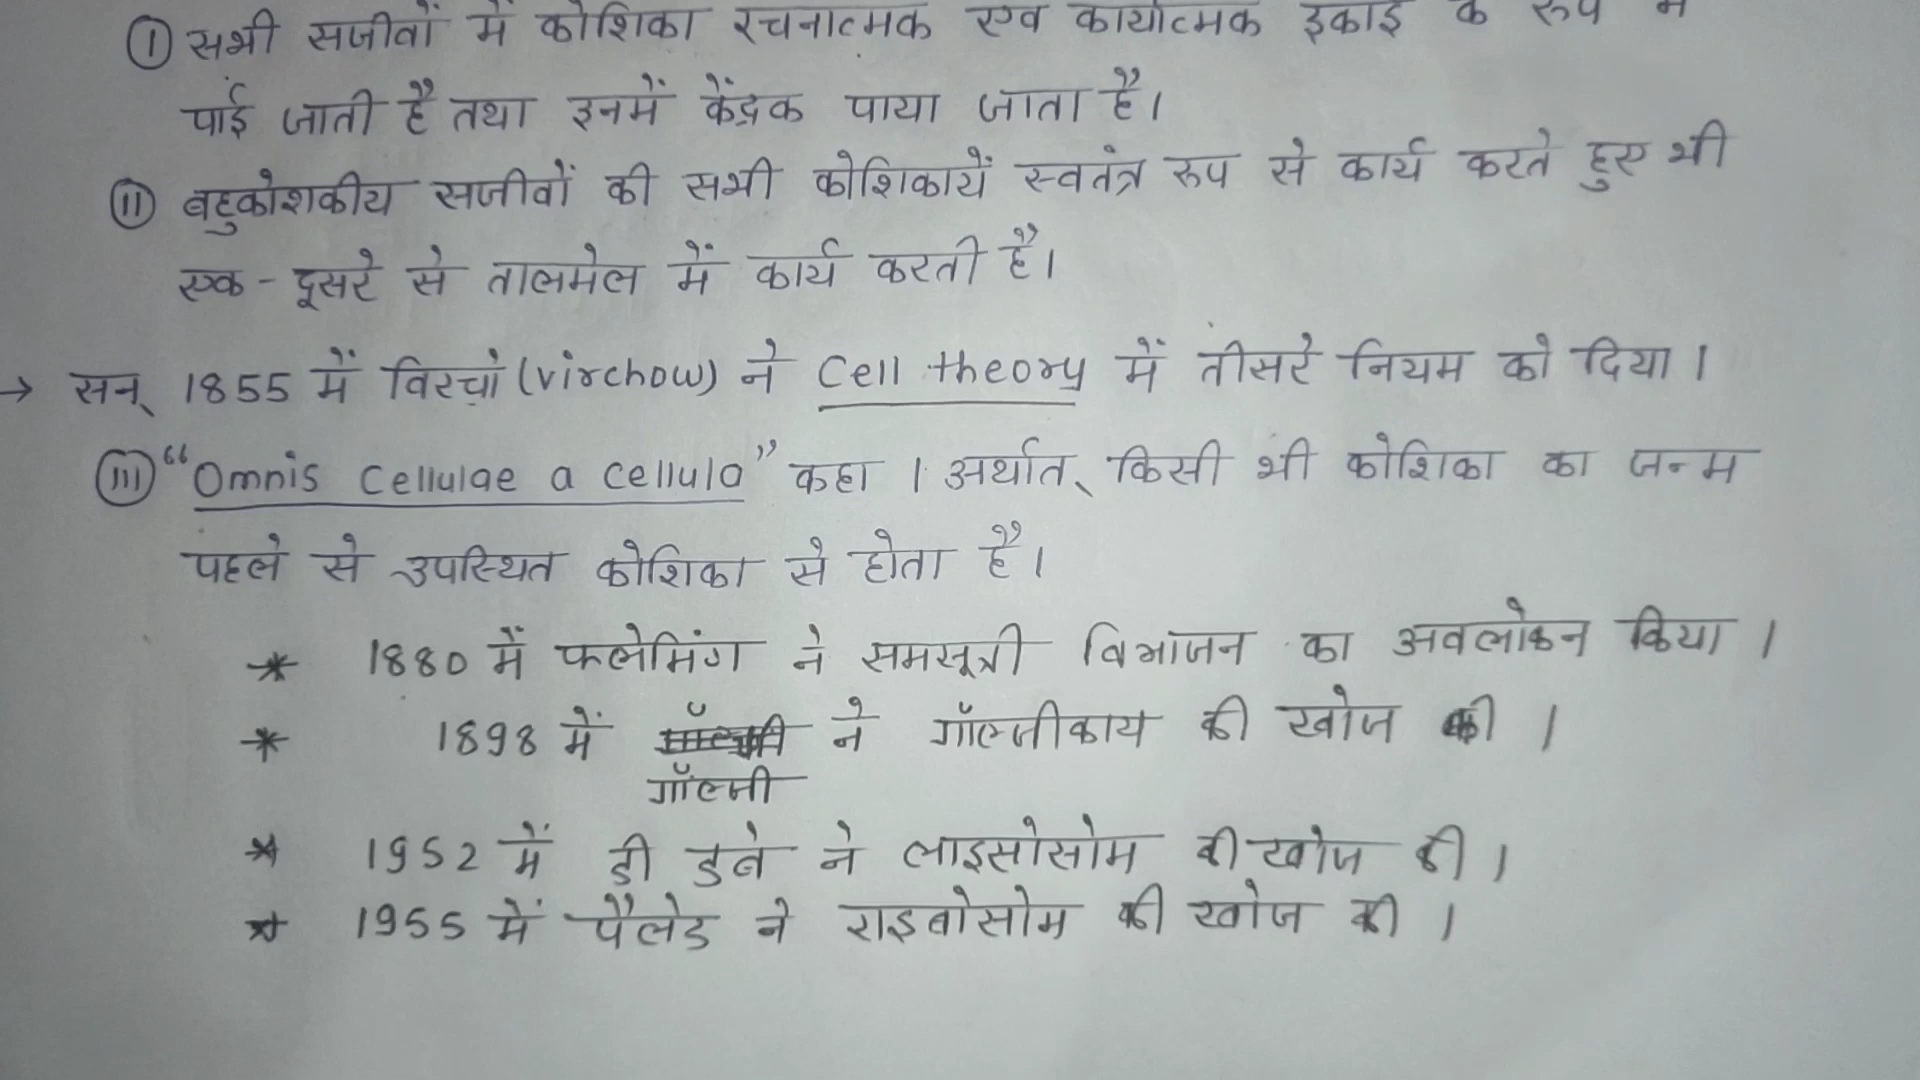 ① सभी सजीवों में कोशिका रचनात्मक एवं कार्यात्मक इकाई के रूप में
पाई जाती है तथा इनमें केंद्रक पाया जाता है।
⑪ बहुकोशकीय सजीवों की सभी कोशिकायें स्वतंत्र रूप से कार्य करते हुए भी
एक - दूसरे से तालमेल में कार्य करती है।
→ सन् 1855 में विरचो (virchow) ने Cell theory में तीसरे नियम को दिया।
(III) “Omnis Cellulae a cellula” कहा। अर्थात् किसी भी कोशिका का जन्म
पहले से उपस्थित कोशिका से होता है।
* 1880 में फ्लेमिंग ने समसूत्री विभाजन का अवलोकन किया।
* 1898 में ने गॉल्जीकाय की खोज की।
गॉल्जी
* 1952 में डी डुवे ने लाइसोसोम की खोज की।
* 1955 में पैलेड ने राइबोसोम की खोज की।